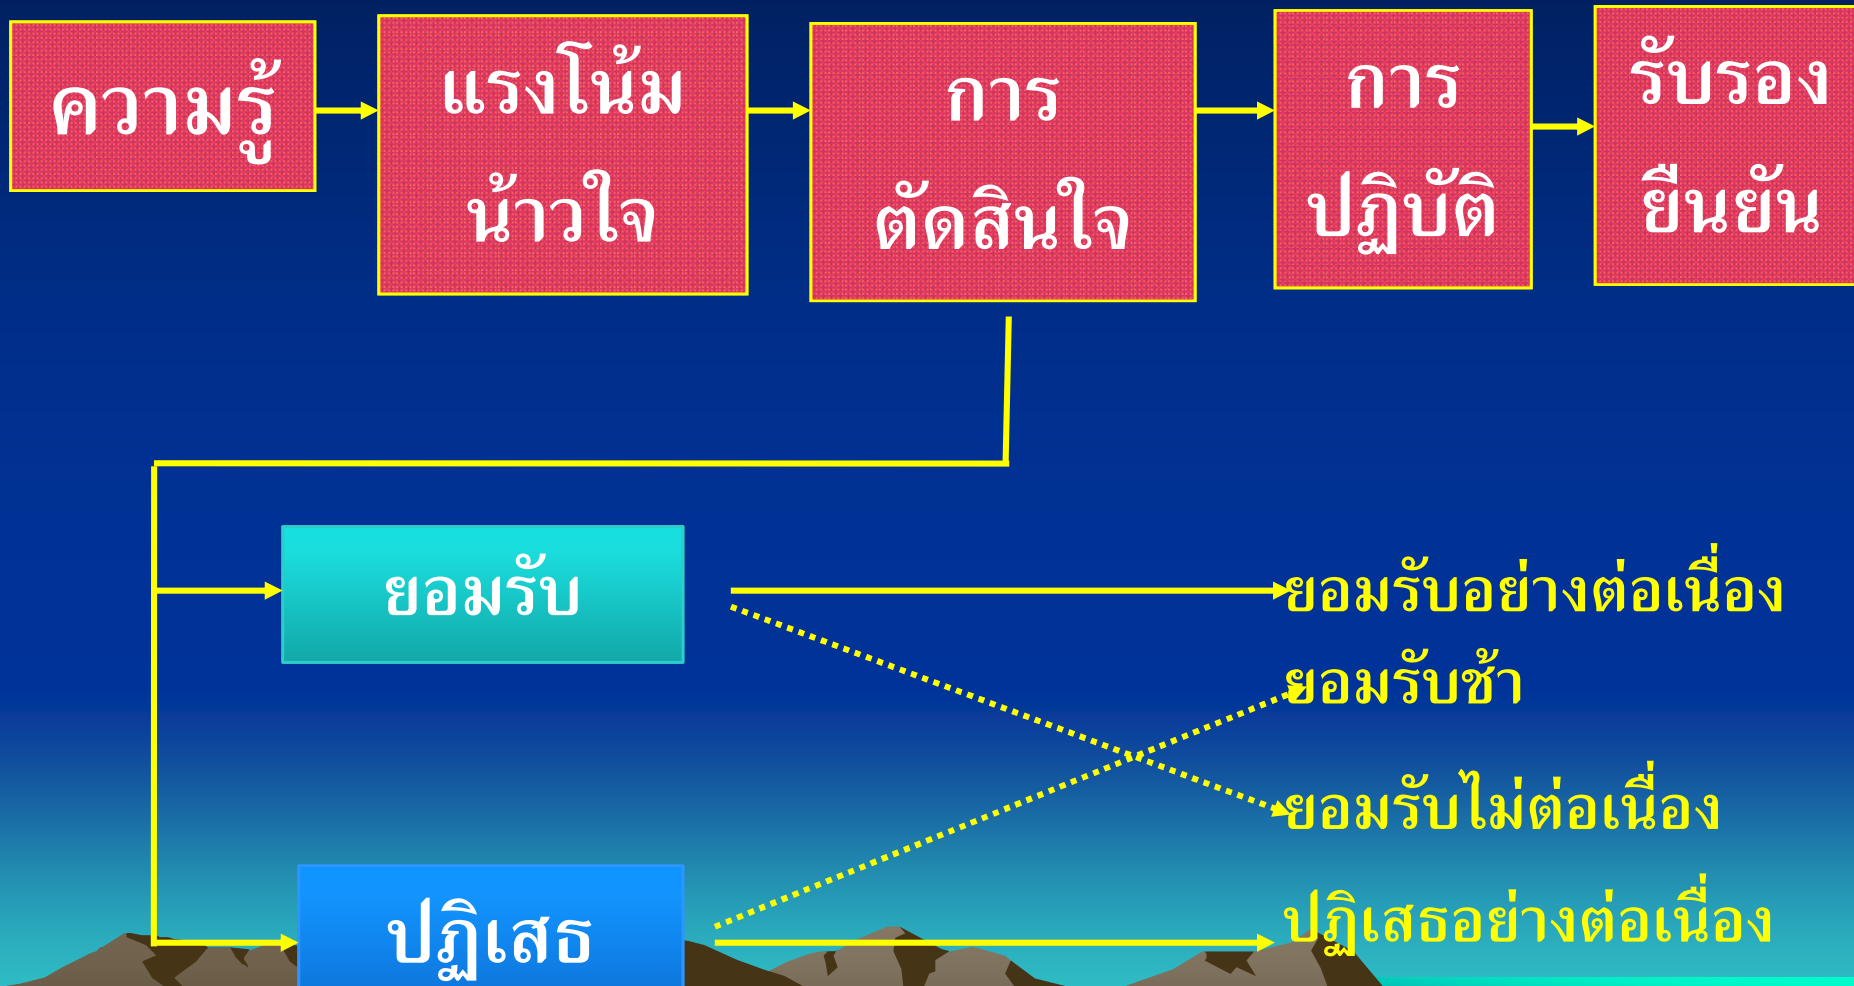 ความรู้
แรงโน้ม
น้าวใจ
การ
ตัดสินใจ
การ
ปฏิบัติ
รับรอง
ยืนยัน
ยอมรับ
ยอมรับอย่างต่อเนื่อง
ยอมรับช้า
ยอมรับไม่ต่อเนื่อง
ปฏิเสธ
ปฏิเสธอย่างต่อเนื่อง